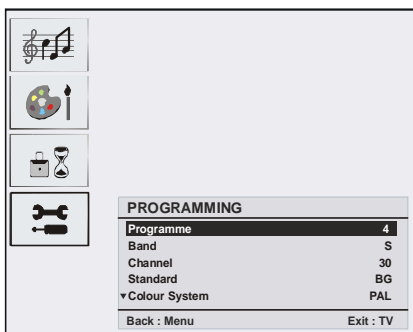 PROGRAMMING
Programme 4
Band S
Channel 30
Standard BG
▾Colour System PAL
Back : Menu Exit : TV